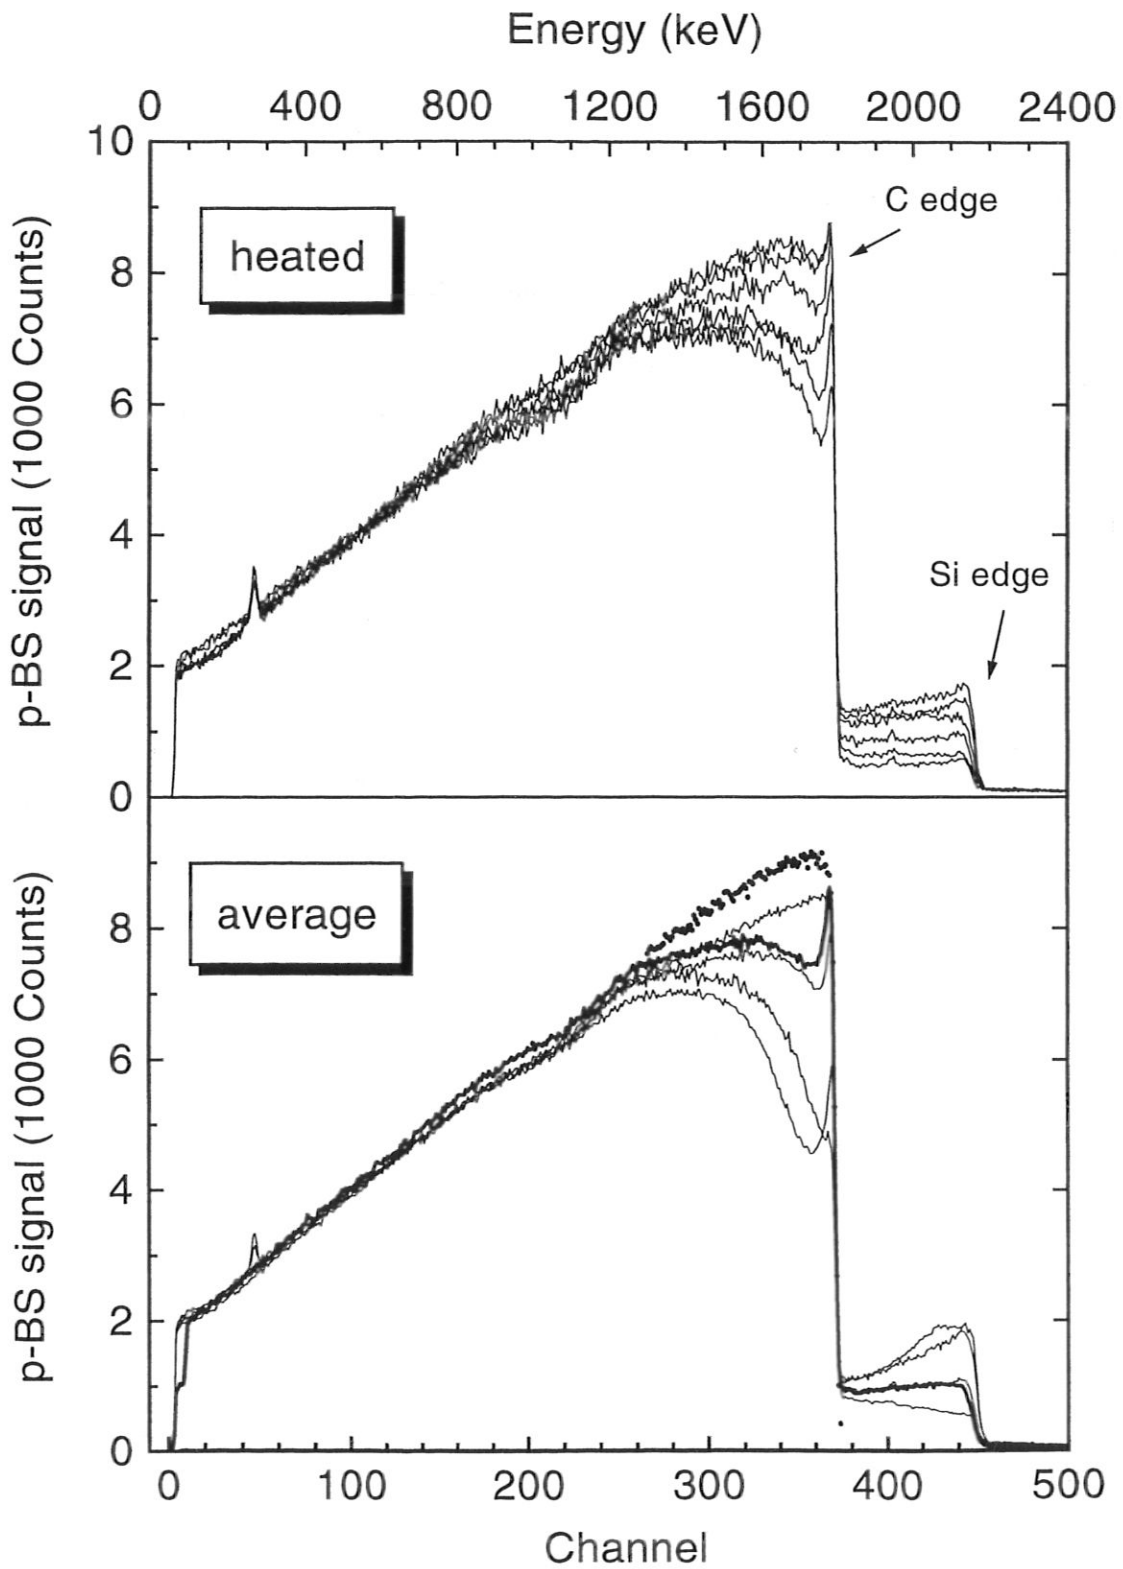 Energy (keV)
0 400 800 1200 1600 2000 2400
10
8
6
4
2
0
p-BS signal (1000 Counts)
heated
C edge
Si edge
8
6
4
2
0
p-BS signal (1000 Counts)
average
0 100 200 300 400 500
Channel